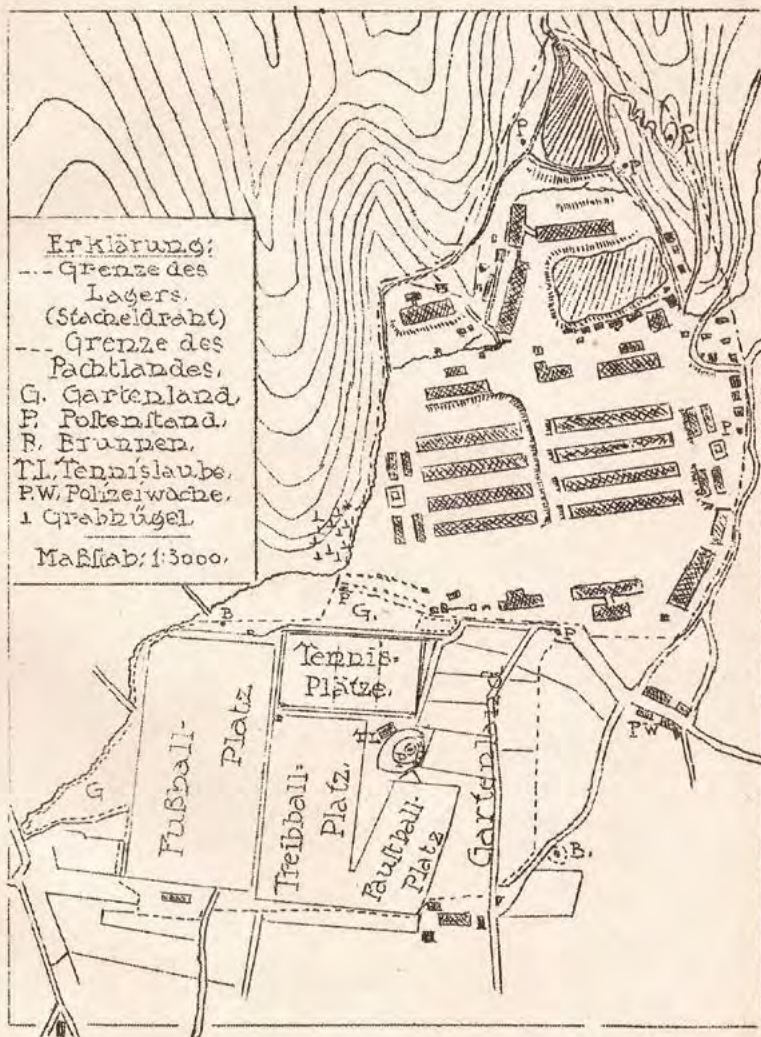 Erklärung:
-.-- Grenze des
Lagers.
(Stacheldraht)
--- Grenze des
Pachtlandes.
G. Gartenland,
P. Postenstand,
B. Brunnen,
T.L. Tennislaube,
P.W. Polizeiwache,
⊥ Grabhügel
Maßstab; 1:3000.
P.
P.
P.
P
B
G.
P
Tennis-
Plätze.
Fußball-
Platz
T.L.
Treibball-
Platz.
Faustball-
Platz
Gartenland
P W
G
B.